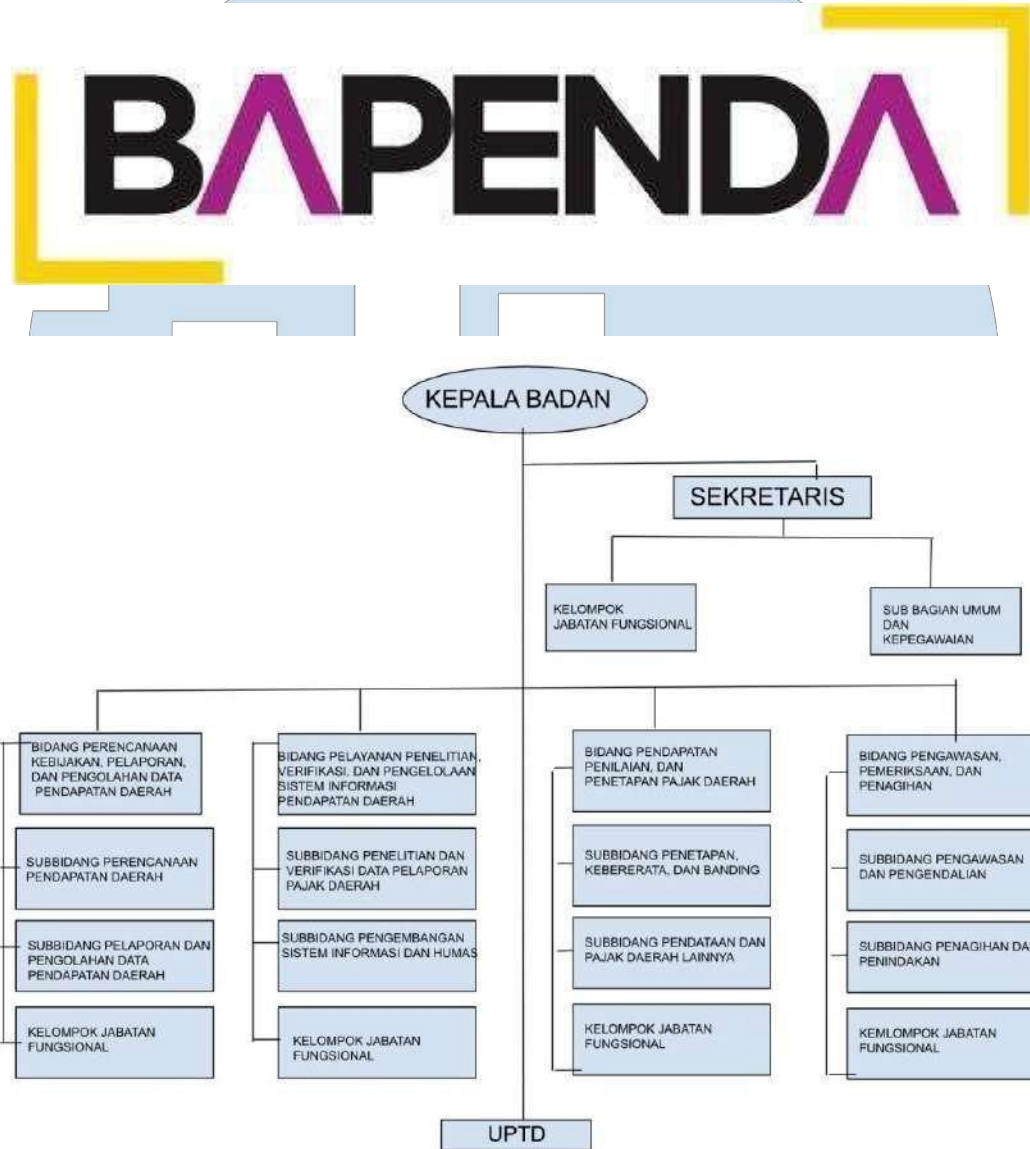 BAPENDA
KEPALA BADAN
SEKRETARIS
KELOMPOK
JABATAN FUNGSIONAL
SUB BAGIAN UMUM
DAN
KEPEGAWAIAN
BIDANG PERENCANAAN
KEBIJAKAN, PELAPORAN,
DAN PENGOLAHAN DATA
PENDAPATAN DAERAH
SUBBIDANG PERENCANAAN
PENDAPATAN DAERAH
SUBBIDANG PELAPORAN DAN
PENGOLAHAN DATA
PENDAPATAN DAERAH
KELOMPOK JABATAN
FUNGSIONAL
BIDANG PELAYANAN PENELITIAN,
VERIFIKASI, DAN PENGELOLAAN
SISTEM INFORMASI
PENDAPATAN DAERAH
SUBBIDANG PENELITIAN DAN
VERIFIKASI DATA PELAPORAN
PAJAK DAERAH
SUBBIDANG PENGEMBANGAN
SISTEM INFORMASI DAN HUMAS
KELOMPOK JABATAN
FUNGSIONAL
BIDANG PENDAPATAN
PENILAIAN, DAN
PENETAPAN PAJAK DAERAH
SUBBIDANG PENETAPAN,
KEBERERATA, DAN BANDING
SUBBIDANG PENDATAAN DAN
PAJAK DAERAH LAINNYA
KELOMPOK JABATAN
FUNGSIONAL
BIDANG PENGAWASAN,
PEMERIKSAAN, DAN
PENAGIHAN
SUBBIDANG PENGAWASAN
DAN PENGENDALIAN
SUBBIDANG PENAGIHAN DA
PENINDAKAN
KEMLOMPOK JABATAN
FUNGSIONAL
UPTD